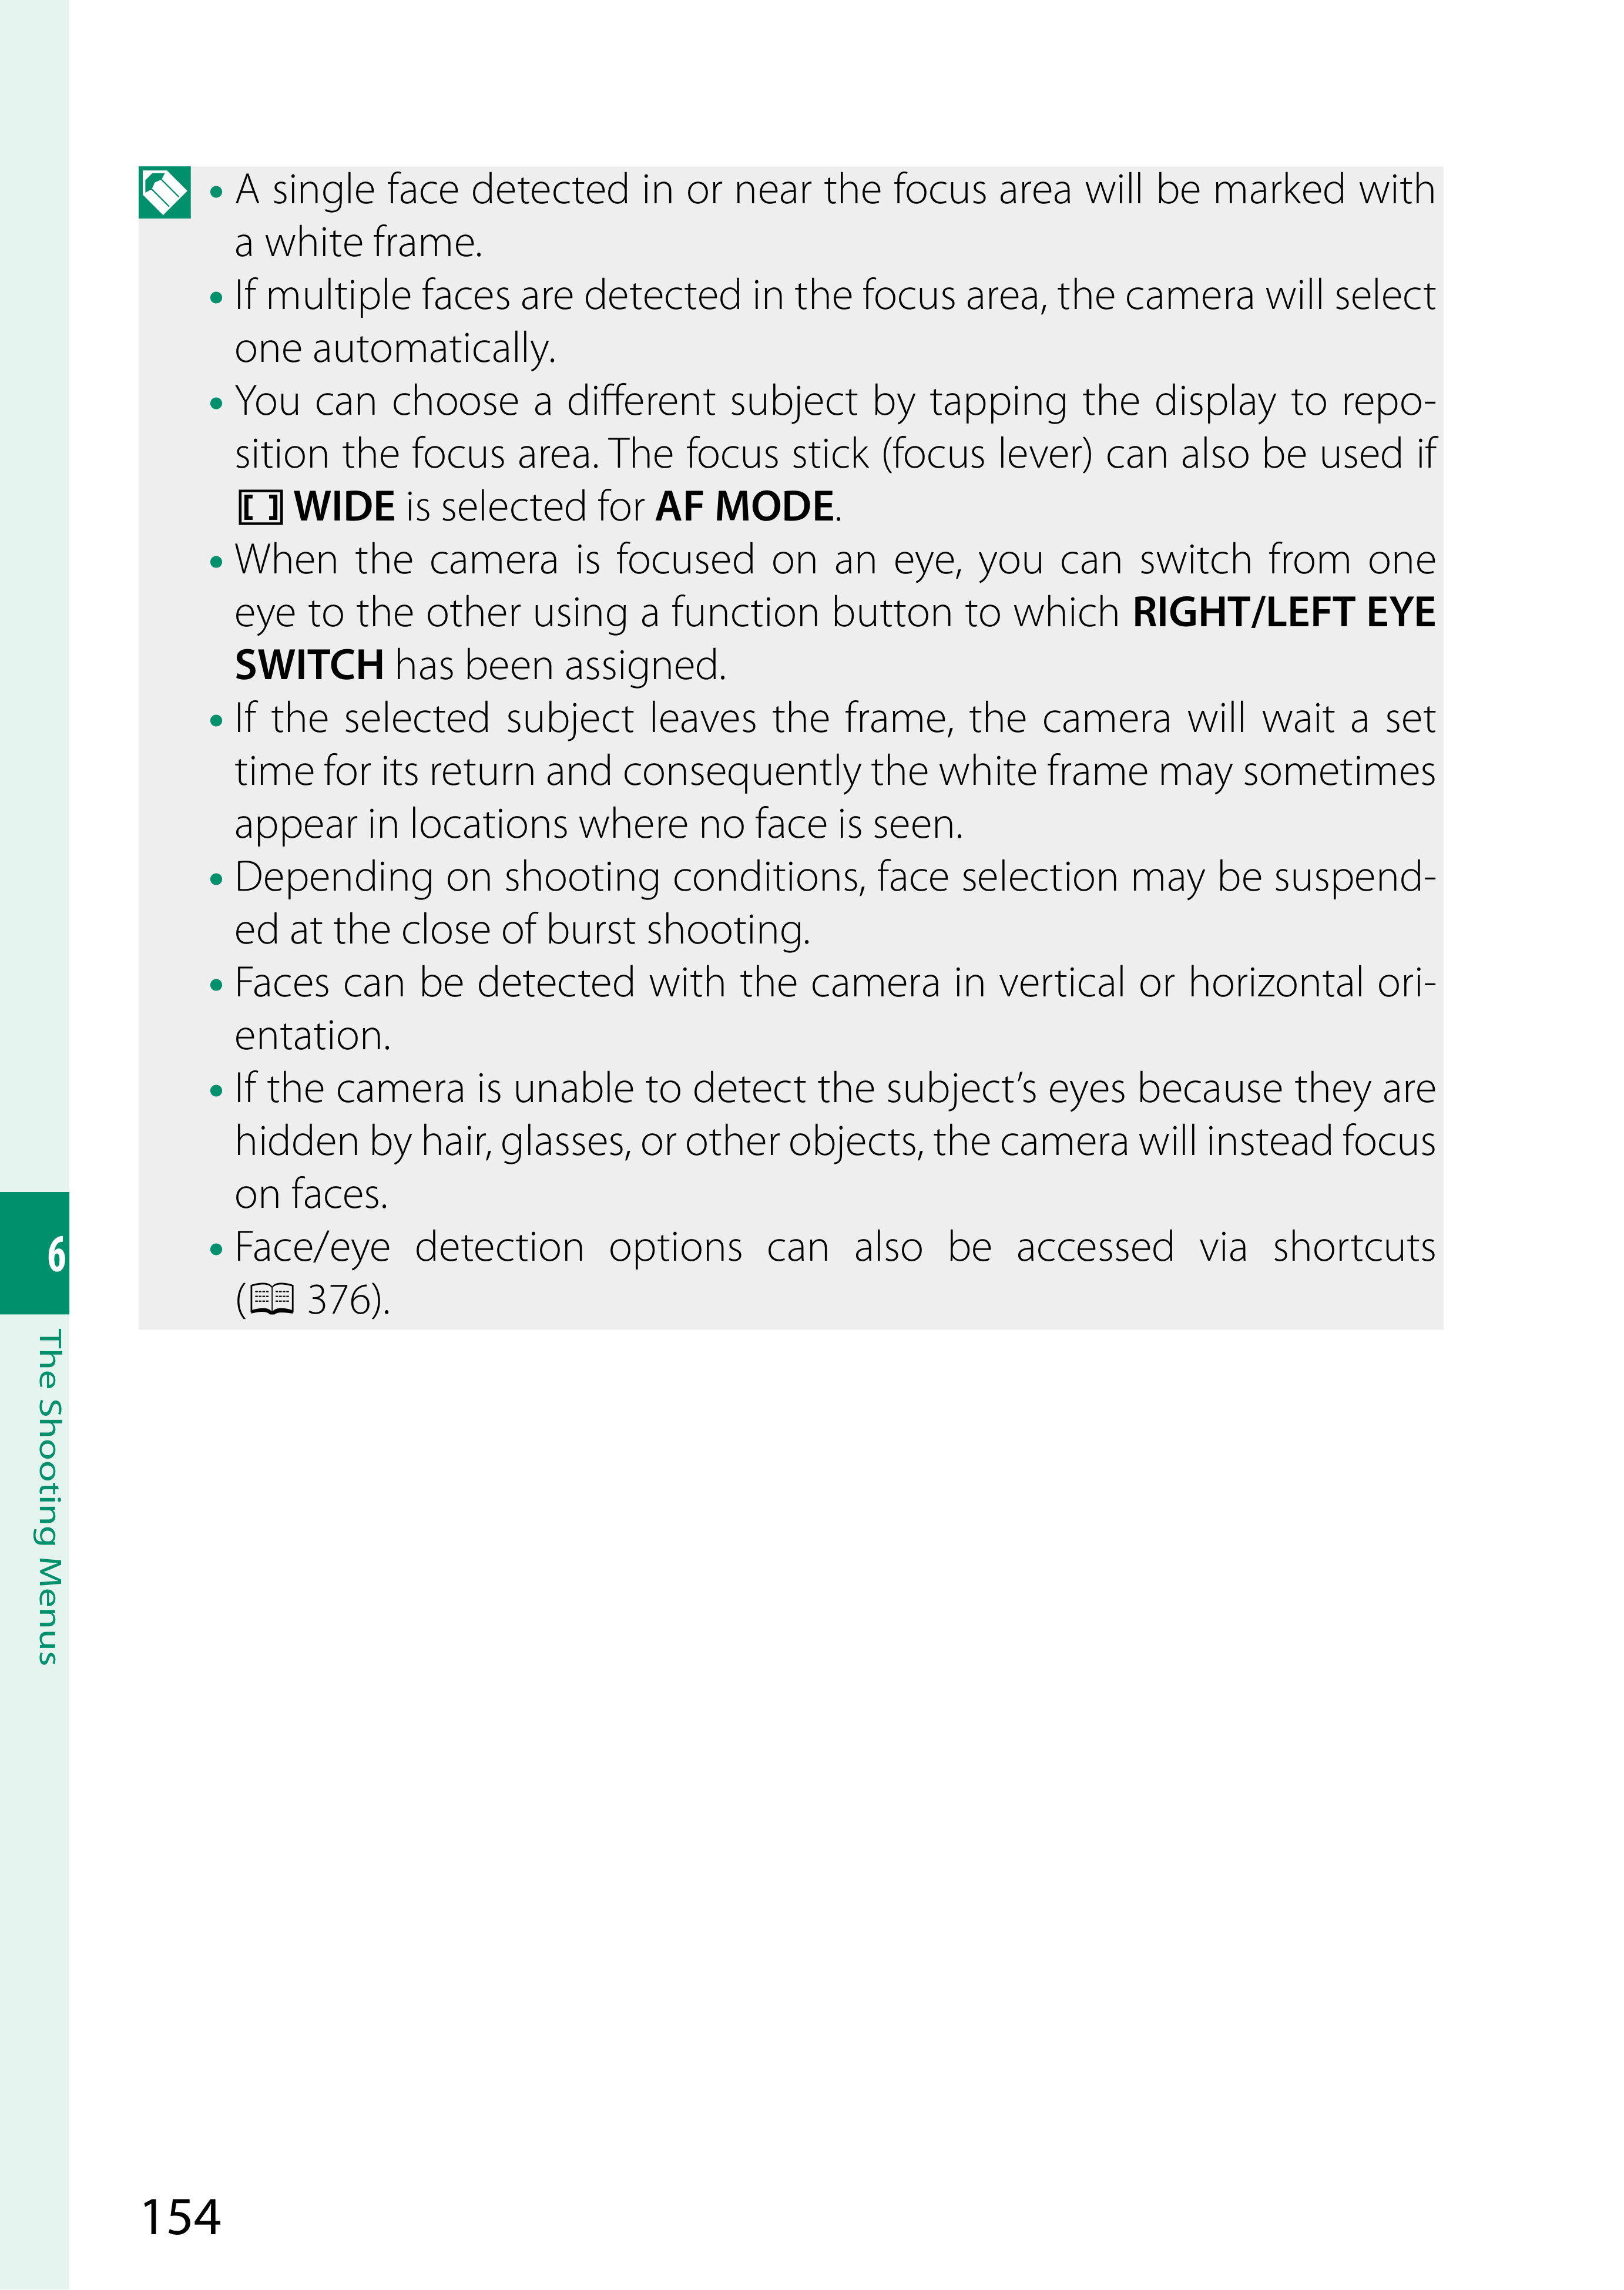 • A single face detected in or near the focus area will be marked with
a white frame.
• If multiple faces are detected in the focus area, the camera will select
one automatically.
• You can choose a different subject by tapping the display to repo-
sition the focus area. The focus stick (focus lever) can also be used if
WIDE is selected for AF MODE.
• When the camera is focused on an eye, you can switch from one
eye to the other using a function button to which RIGHT/LEFT EYE
SWITCH has been assigned.
• If the selected subject leaves the frame, the camera will wait a set
time for its return and consequently the white frame may sometimes
appear in locations where no face is seen.
• Depending on shooting conditions, face selection may be suspend-
ed at the close of burst shooting.
• Faces can be detected with the camera in vertical or horizontal ori-
entation.
• If the camera is unable to detect the subject’s eyes because they are
hidden by hair, glasses, or other objects, the camera will instead focus
on faces.
• Face/eye detection options can also be accessed via shortcuts
( 376).
6
The Shooting Menus
154